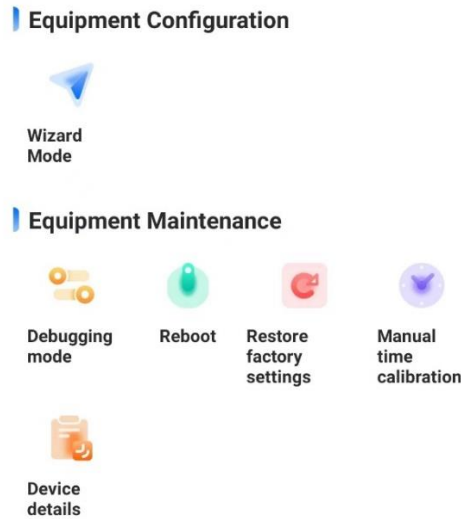 Equipment Configuration
Wizard
Mode
Equipment Maintenance
Debugging
mode
Reboot
Restore
factory
settings
Manual
time
calibration
Device
details